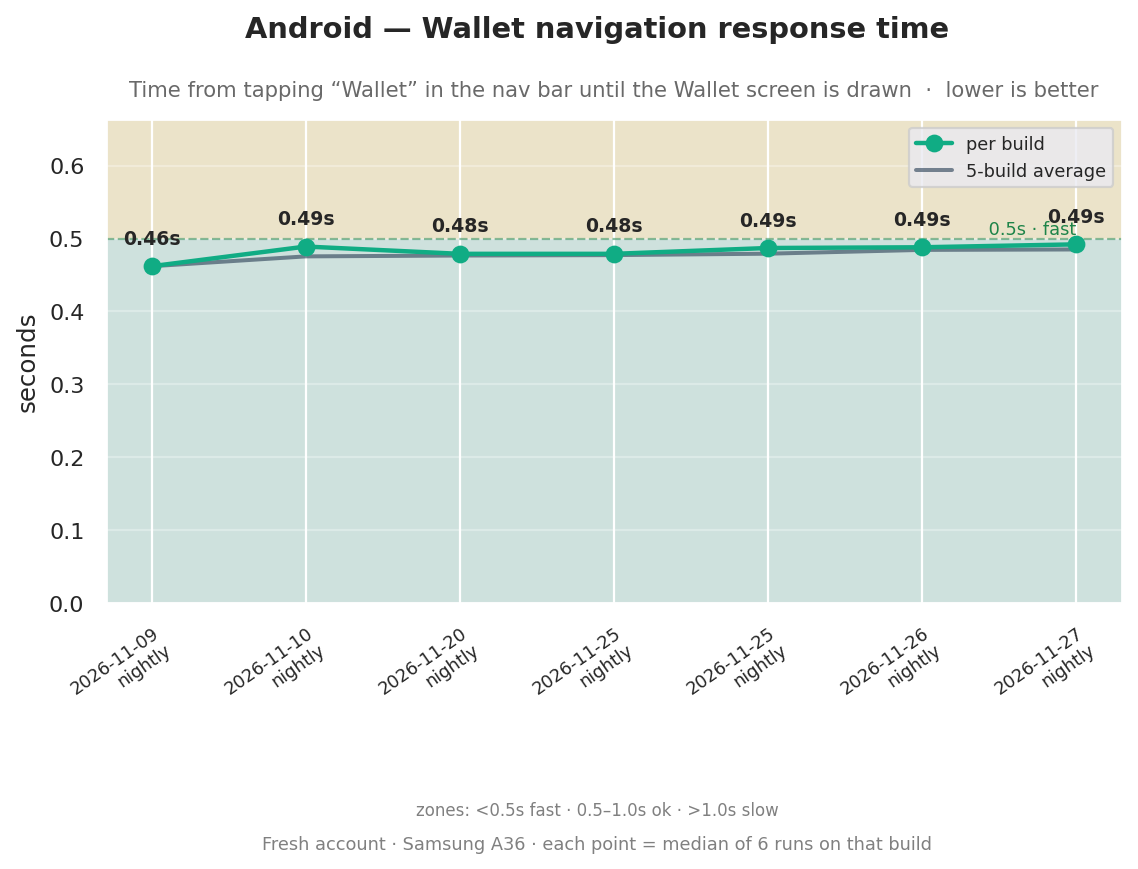 Android — Wallet navigation response time
Time from tapping “Wallet” in the nav bar until the Wallet screen is drawn · lower is better
per build
5-build average
0.46s
0.49s
0.48s
0.48s
0.49s
0.49s
0.49s
0.5s · fast
seconds
0.6
0.5
0.4
0.3
0.2
0.1
0.0
2026-11-09
nightly
2026-11-10
nightly
2026-11-20
nightly
2026-11-25
nightly
2026-11-25
nightly
2026-11-26
nightly
2026-11-27
nightly
zones: <0.5s fast · 0.5–1.0s ok · >1.0s slow
Fresh account · Samsung A36 · each point = median of 6 runs on that build